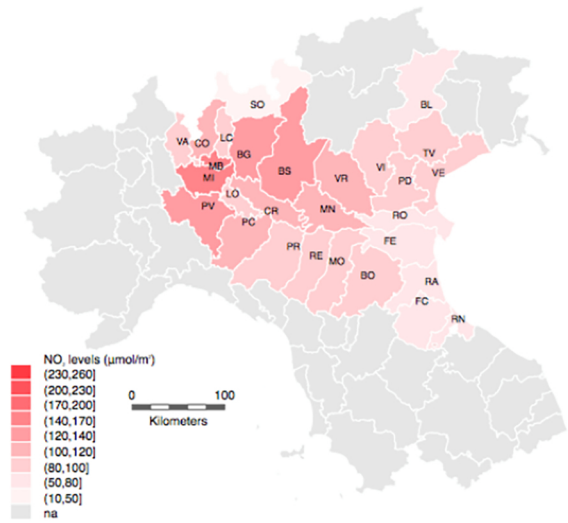 SO
BL
VA
CO
LC
BG
TV
MB
MI
BS
VR
VI
PD
VE
LO
PV
CR
MN
PC
RO
PR
RE
MO
FE
BO
RA
FC
RN
NO₂ levels (μmol/m²)
(230,260]
(200,230]
(170,200]
(140,170]
(120,140]
(100,120]
(80,100]
(50,80]
(10,50]
na
0 100
Kilometers